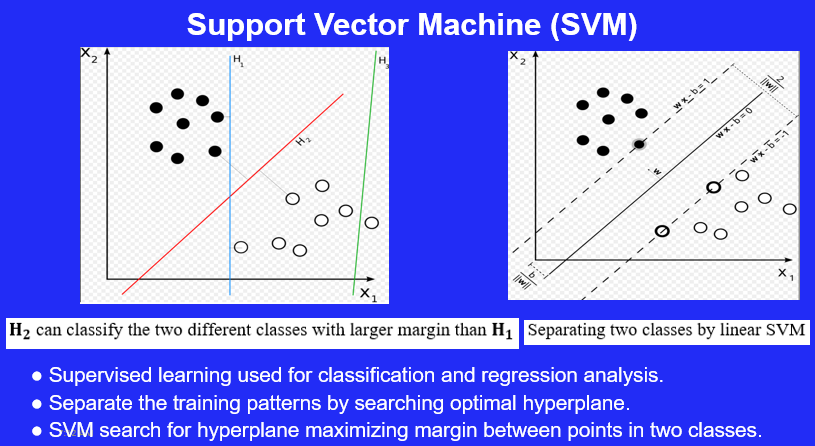 Support Vector Machine (SVM)
X2
H1
H3
H2
X1
X2
w x - b = 1
2
||w||
w x - b = 0
w x - b = -1
w
b
||w||
X1
H2 can classify the two different classes with larger margin than H1
Separating two classes by linear SVM
● Supervised learning used for classification and regression analysis.
● Separate the training patterns by searching optimal hyperplane.
● SVM search for hyperplane maximizing margin between points in two classes.